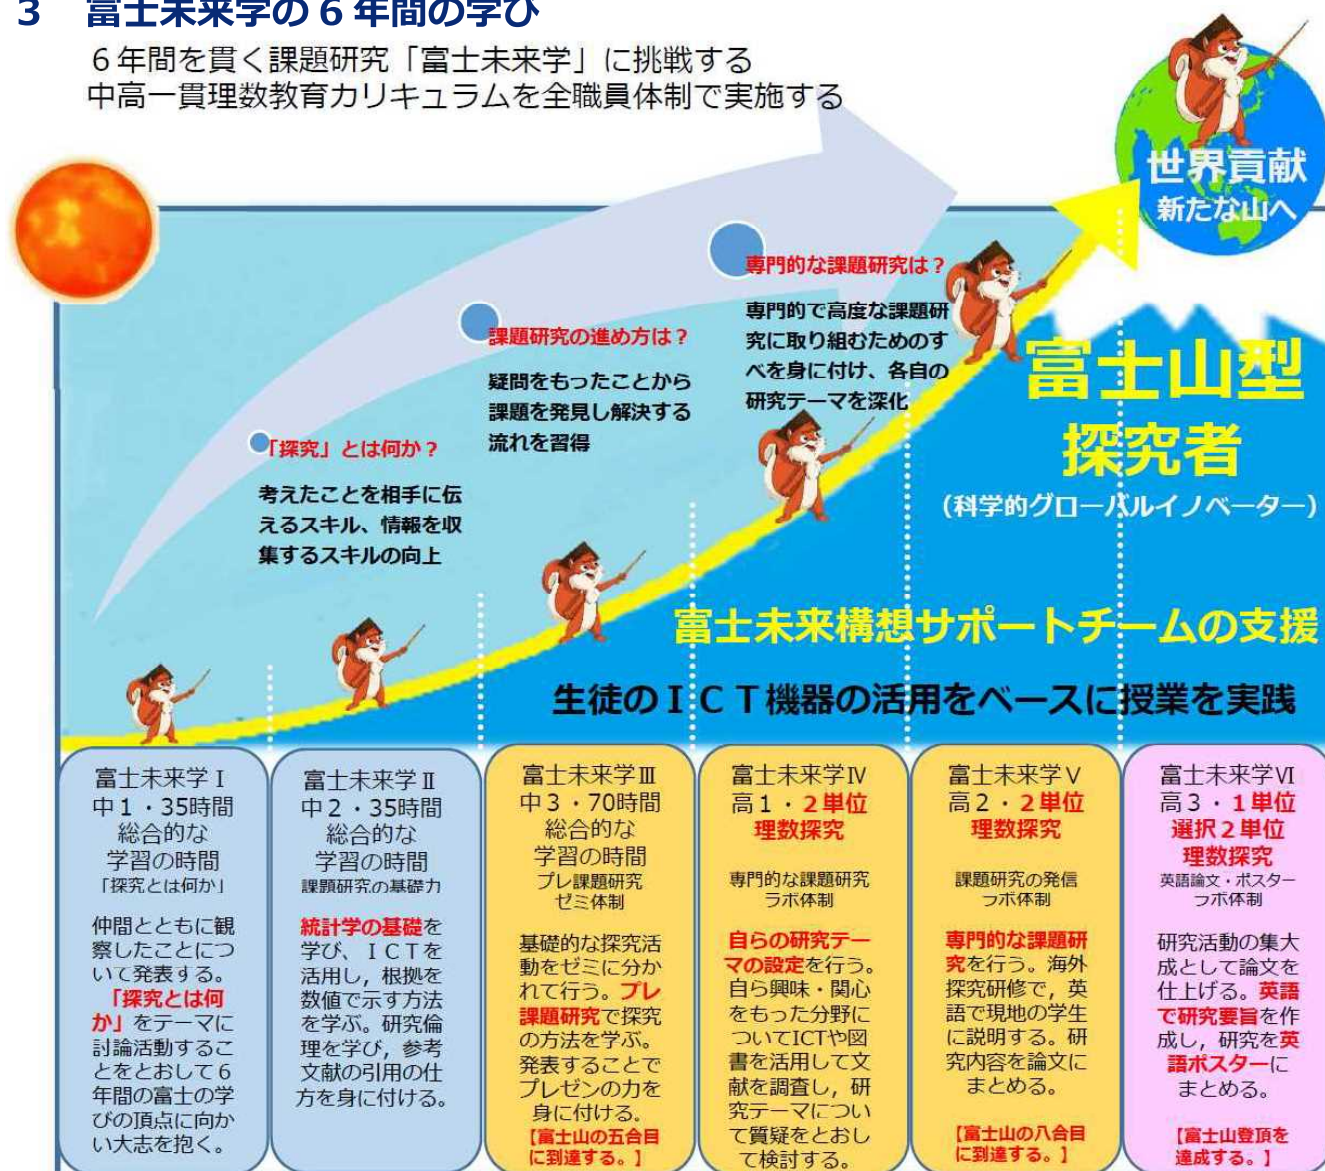 3　富士未来学の６年間の学び
６年間を貫く課題研究「富士未来学」に挑戦する
中高一貫理数教育カリキュラムを全職員体制で実施する
世界貢献
新たな山へ
専門的な課題研究は？
専門的で高度な課題研
究に取り組むためのす
べを身に付け、各自の
研究テーマを深化
課題研究の進め方は？
疑問をもったことから
課題を発見し解決する
流れを習得
「探究」とは何か？
考えたことを相手に伝
えるスキル、情報を収
集するスキルの向上
富士山型
探究者
（科学的グローバルイノベーター）
富士未来構想サポートチームの支援
生徒のＩＣＴ機器の活用をベースに授業を実践
富士未来学Ⅰ
中１・35時間
総合的な
学習の時間
「探究とは何か」
仲間とともに観
察したことにつ
いて発表する。
「探究とは何
か」をテーマに
討論活動するこ
とをとおして６
年間の富士の学
びの頂点に向か
い大志を抱く。
富士未来学Ⅱ
中２・35時間
総合的な
学習の時間
課題研究の基礎力
統計学の基礎を
学び、ＩＣＴを
活用し，根拠を
数値で示す方法
を学ぶ。研究倫
理を学び，参考
文献の引用の仕
方を身に付ける。
富士未来学Ⅲ
中３・70時間
総合的な
学習の時間
プレ課題研究
ゼミ体制
基礎的な探究活
動をゼミに分か
れて行う。プレ
課題研究で探究
の方法を学ぶ。
発表することで
プレゼンの力を
身に付ける。
【富士山の五合目
に到達する。】
富士未来学Ⅳ
高１・２単位
理数探究
専門的な課題研究
ラボ体制
自らの研究テー
マの設定を行う。
自ら興味・関心
をもった分野に
ついてICTや図
書を活用して文
献を調査し，研
究テーマについ
て質疑をとおし
て検討する。
富士未来学Ⅴ
高２・２単位
理数探究
課題研究の発信
ラボ体制
専門的な課題研
究を行う。海外
探究研修で，英
語で現地の学生
に説明する。研
究内容を論文に
まとめる。
【富士山の八合目
に到達する。】
富士未来学Ⅵ
高３・１単位
選択２単位
理数探究
英語論文・ポスター
ラボ体制
研究活動の集大
成として論文を
仕上げる。英語
で研究要旨を作
成し，研究を英
語ポスターに
まとめる。
【富士山登頂を
達成する。】